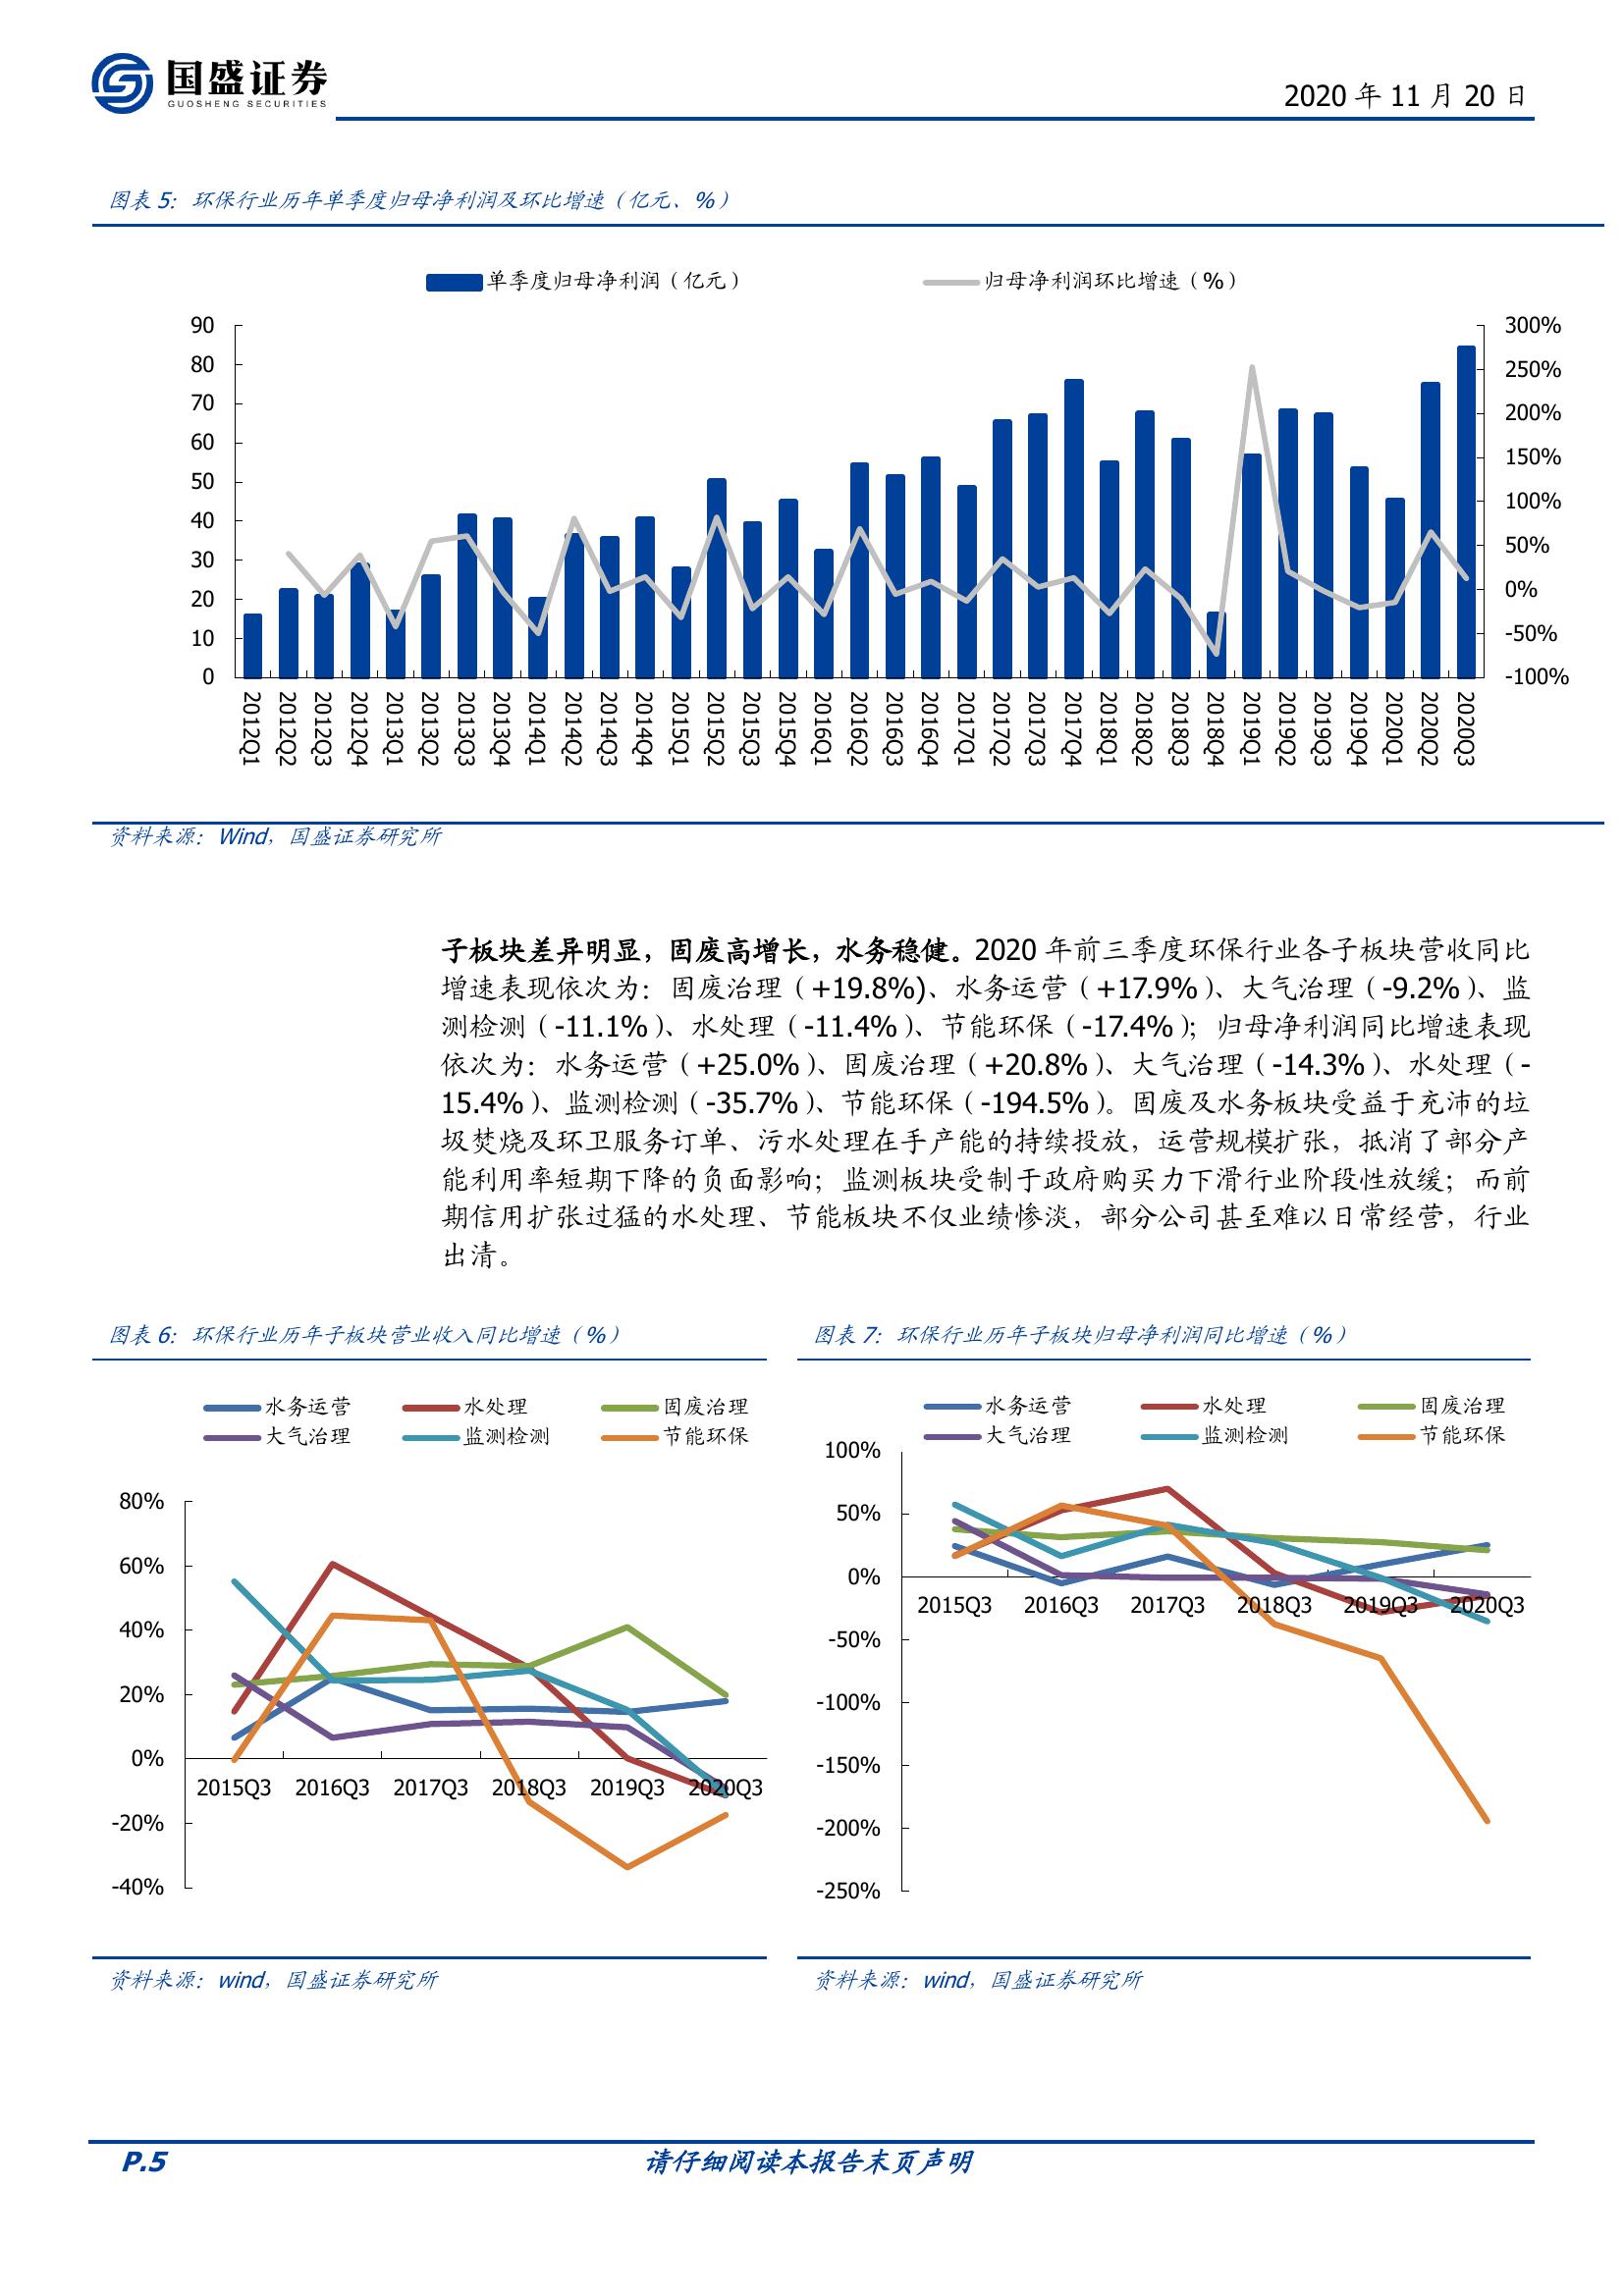 国盛证券
GUOSHENG SECURITIES
2020 年 11 月 20 日
图表 5：环保行业历年单季度归母净利润及环比增速（亿元、%）
单季度归母净利润（亿元） 归母净利润环比增速（%）
90 300%
80 250%
70 200%
60 150%
50 100%
40 50%
30 0%
20 -50%
10 -100%
0
2012Q1 2012Q2 2012Q3 2012Q4 2013Q1 2013Q2 2013Q3 2013Q4 2014Q1 2014Q2 2014Q3 2014Q4 2015Q1 2015Q2 2015Q3 2015Q4 2016Q1 2016Q2 2016Q3 2016Q4 2017Q1 2017Q2 2017Q3 2017Q4 2018Q1 2018Q2 2018Q3 2018Q4 2019Q1 2019Q2 2019Q3 2019Q4 2020Q1 2020Q2 2020Q3
资料来源：Wind，国盛证券研究所
子板块差异明显，固废高增长，水务稳健。2020 年前三季度环保行业各子板块营收同比
增速表现依次为：固废治理（+19.8%)、水务运营（+17.9%）、大气治理（-9.2%）、监
测检测（-11.1%）、水处理（-11.4%）、节能环保（-17.4%）；归母净利润同比增速表现
依次为：水务运营（+25.0%）、固废治理（+20.8%）、大气治理（-14.3%）、水处理（-
15.4%）、监测检测（-35.7%）、节能环保（-194.5%）。固废及水务板块受益于充沛的垃
圾焚烧及环卫服务订单、污水处理在手产能的持续投放，运营规模扩张，抵消了部分产
能利用率短期下降的负面影响；监测板块受制于政府购买力下滑行业阶段性放缓；而前
期信用扩张过猛的水处理、节能板块不仅业绩惨淡，部分公司甚至难以日常经营，行业
出清。
图表 6：环保行业历年子板块营业收入同比增速（%）
水务运营 水处理 固废治理
大气治理 监测检测 节能环保
80%
60%
40%
20%
0%
2015Q3 2016Q3 2017Q3 2018Q3 2019Q3 2020Q3
-20%
-40%
资料来源：wind，国盛证券研究所
图表 7：环保行业历年子板块归母净利润同比增速（%）
水务运营 水处理 固废治理
大气治理 监测检测 节能环保
100%
50%
0%
2015Q3 2016Q3 2017Q3 2018Q3 2019Q3 2020Q3
-50%
-100%
-150%
-200%
-250%
资料来源：wind，国盛证券研究所
P.5 请仔细阅读本报告末页声明